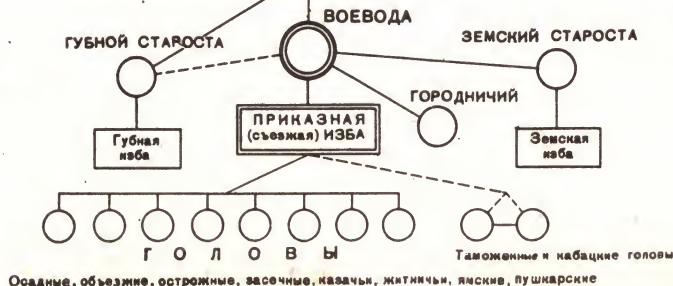 ВОЕВОДА
ГУБНОЙ СТАРОСТА
ЗЕМСКИЙ СТАРОСТА
ГОРОДНИЧИЙ
ПРИКАЗНАЯ
(съезжая) ИЗБА
Губная
изба
Земская
изба
ГОЛОВЫ
Таможенные и кабацкие головы
Осадные, объезжие, острожные, засечные, казачьи, житничьи, ямские, пушкарские